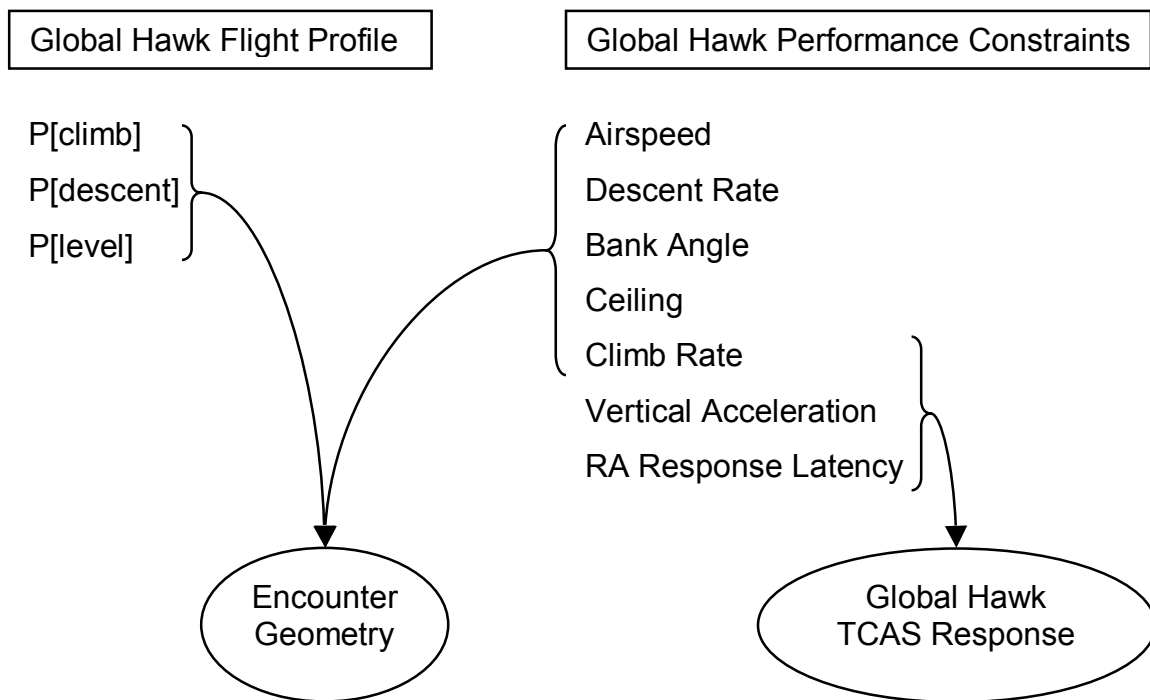 Global Hawk Flight Profile
Global Hawk Performance Constraints
P[climb]
P[descent]
P[level]
Airspeed
Descent Rate
Bank Angle
Ceiling
Climb Rate
Vertical Acceleration
RA Response Latency
Encounter
Geometry
Global Hawk
TCAS Response